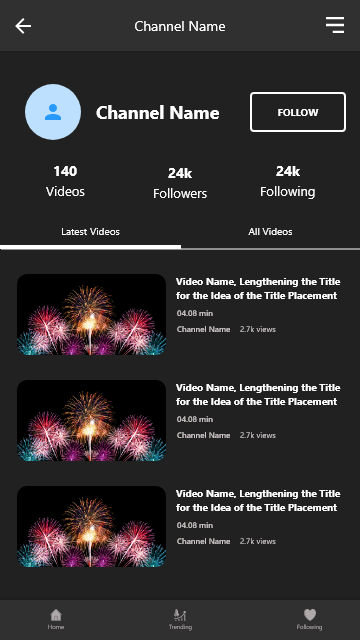 Channel Name
Channel Name
FOLLOW
140
24k
24k
Videos
Followers
Following
Latest Videos
All Videos
Video Name, Lengthening the Title
for the Idea of the Title Placement
04.08 min
Channel Name 2.7k views
Video Name, Lengthening the Title
for the Idea of the Title Placement
04.08 min
Channel Name 2.7k views
Video Name, Lengthening the Title
for the Idea of the Title Placement
04.08 min
Channel Name 2.7k views
Home
Trending
Following